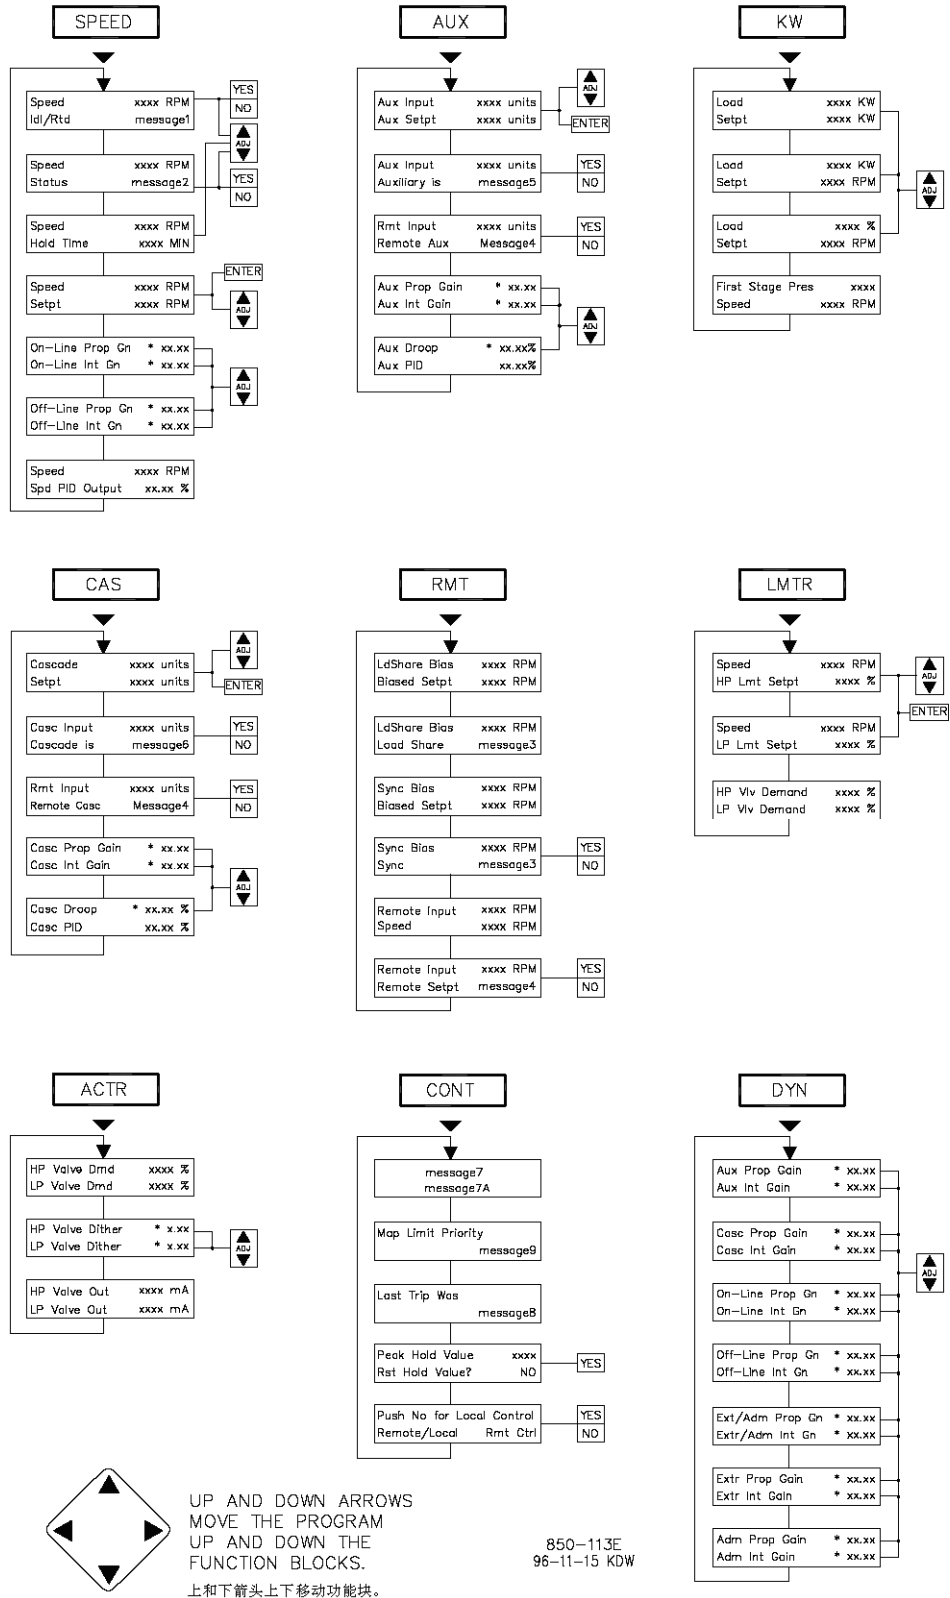 SPEED
Speed xxxx RPM
Idl/Rtd message1
YES
NO
ADJ
Speed xxxx RPM
Status message2
YES
NO
Speed xxxx RPM
Hold Time xxxx MIN
Speed xxxx RPM
Setpt xxxx RPM
ENTER
ADJ
On-Line Prop Gn * xx.xx
On-Line Int Gn * xx.xx
ADJ
Off-Line Prop Gn * xx.xx
Off-Line Int Gn * xx.xx
Speed xxxx RPM
Spd PID Output xx.xx %
AUX
Aux Input xxxx units
Aux Setpt xxxx units
ADJ
ENTER
Aux Input xxxx units
Auxiliary is message5
YES
NO
Rmt Input xxxx units
Remote Aux Message4
YES
NO
Aux Prop Gain * xx.xx
Aux Int Gain * xx.xx
ADJ
Aux Droop * xx.xx%
Aux PID xx.xx%
KW
Load xxxx KW
Setpt xxxx KW
Load xxxx KW
Setpt xxxx RPM
ADJ
Load xxxx %
Setpt xxxx RPM
First Stage Pres xxxx
Speed xxxx RPM
CAS
Cascade xxxx units
Setpt xxxx units
ADJ
ENTER
Casc Input xxxx units
Cascade is message6
YES
NO
Rmt Input xxxx units
Remote Casc Message4
YES
NO
Casc Prop Gain * xx.xx
Casc Int Gain * xx.xx
ADJ
Casc Droop * xx.xx %
Casc PID xx.xx %
RMT
LdShare Bias xxxx RPM
Biased Setpt xxxx RPM
LdShare Bias xxxx RPM
Load Share message3
Sync Bias xxxx RPM
Biased Setpt xxxx RPM
Sync Bias xxxx RPM
Sync message3
YES
NO
Remote Input xxxx RPM
Speed xxxx RPM
Remote Input xxxx RPM
Remote Setpt message4
YES
NO
LMTR
Speed xxxx RPM
HP Lmt Setpt xxxx %
ADJ
ENTER
Speed xxxx RPM
LP Lmt Setpt xxxx %
HP Vlv Demand xxxx %
LP Vlv Demand xxxx %
ACTR
HP Valve Dmd xxxx %
LP Valve Dmd xxxx %
HP Valve Dither * x.xx
LP Valve Dither * x.xx
ADJ
HP Valve Out xxxx mA
LP Valve Out xxxx mA
CONT
message7
message7A
Map Limit Priority
message9
Last Trip Was
message8
Peak Hold Value xxxx
Rst Hold Value? NO
YES
Push No for Local Control
Remote/Local Rmt Ctrl
YES
NO
DYN
Aux Prop Gain * xx.xx
Aux Int Gain * xx.xx
Casc Prop Gain * xx.xx
Casc Int Gain * xx.xx
ADJ
On-Line Prop Gn * xx.xx
On-Line Int Gn * xx.xx
Off-Line Prop Gn * xx.xx
Off-Line Int Gn * xx.xx
Ext/Adm Prop Gn * xx.xx
Extr/Adm Int Gn * xx.xx
Extr Prop Gain * xx.xx
Extr Int Gain * xx.xx
Adm Prop Gain * xx.xx
Adm Int Gain * xx.xx
UP AND DOWN ARROWS
MOVE THE PROGRAM
UP AND DOWN THE
FUNCTION BLOCKS.
上和下箭头上下移动功能块。
850-113E
96-11-15 KDW